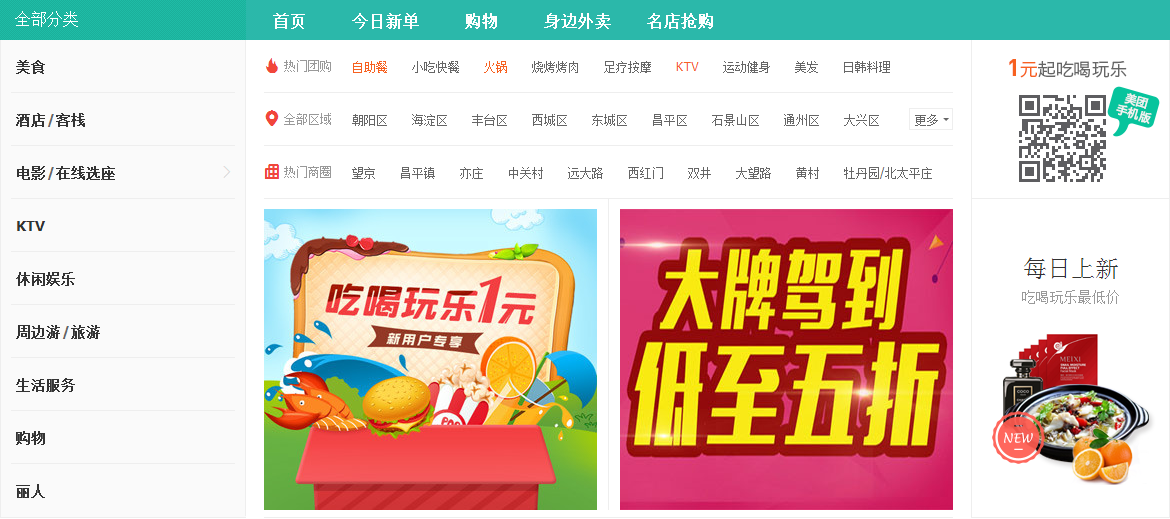 全部分类
首页 今日新单 购物 身边外卖 名店抢购
美食
酒店/客栈
电影/在线选座
KTV
休闲娱乐
周边游/旅游
生活服务
购物
丽人
热门团购 自助餐 小吃快餐 火锅 烧烤烤肉 足疗按摩 KTV 运动健身 美发 日韩料理
全部区域 朝阳区 海淀区 丰台区 西城区 东城区 昌平区 石景山区 通州区 大兴区 更多
热门商圈 望京 昌平镇 亦庄 中关村 远大路 西红门 双井 大望路 黄村 牡丹园/北太平庄
吃喝玩乐1元
新用户专享
大牌驾到
低至五折
1元起吃喝玩乐
美团
手机版
每日上新
吃喝玩乐最低价
MEIXI
COCO
NEW